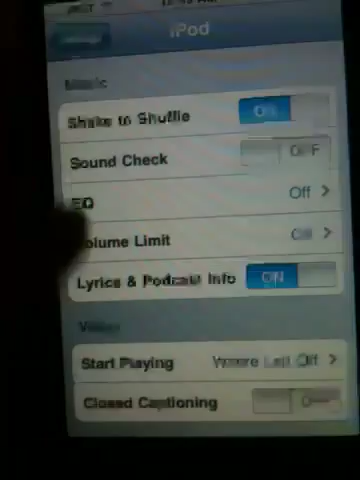 iPod
Music
Shake to Shuffle ON
Sound Check OFF
EQ Off
Volume Limit Off
Lyrics & Podcast Info ON
Video
Start Playing Where Left Off
Closed Captioning OFF